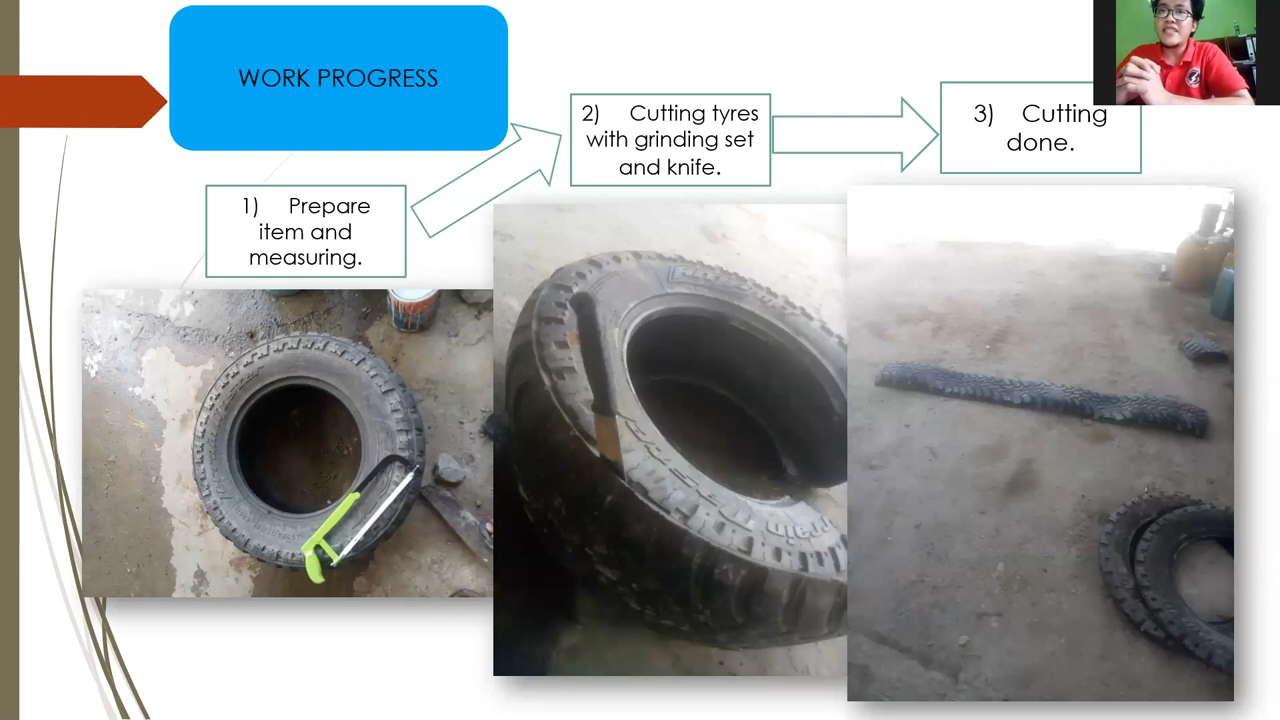 WORK PROGRESS
1) Prepare
item and
measuring.
2) Cutting tyres
with grinding set
and knife.
3) Cutting
done.